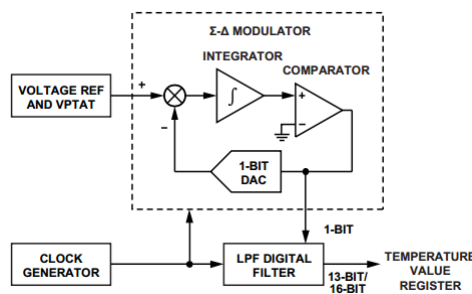 Σ-Δ MODULATOR
INTEGRATOR
COMPARATOR
VOLTAGE REF
AND VPTAT
+
−
∫
+
−
1-BIT
DAC
1-BIT
CLOCK
GENERATOR
LPF DIGITAL
FILTER
13-BIT/
16-BIT
TEMPERATURE
VALUE
REGISTER